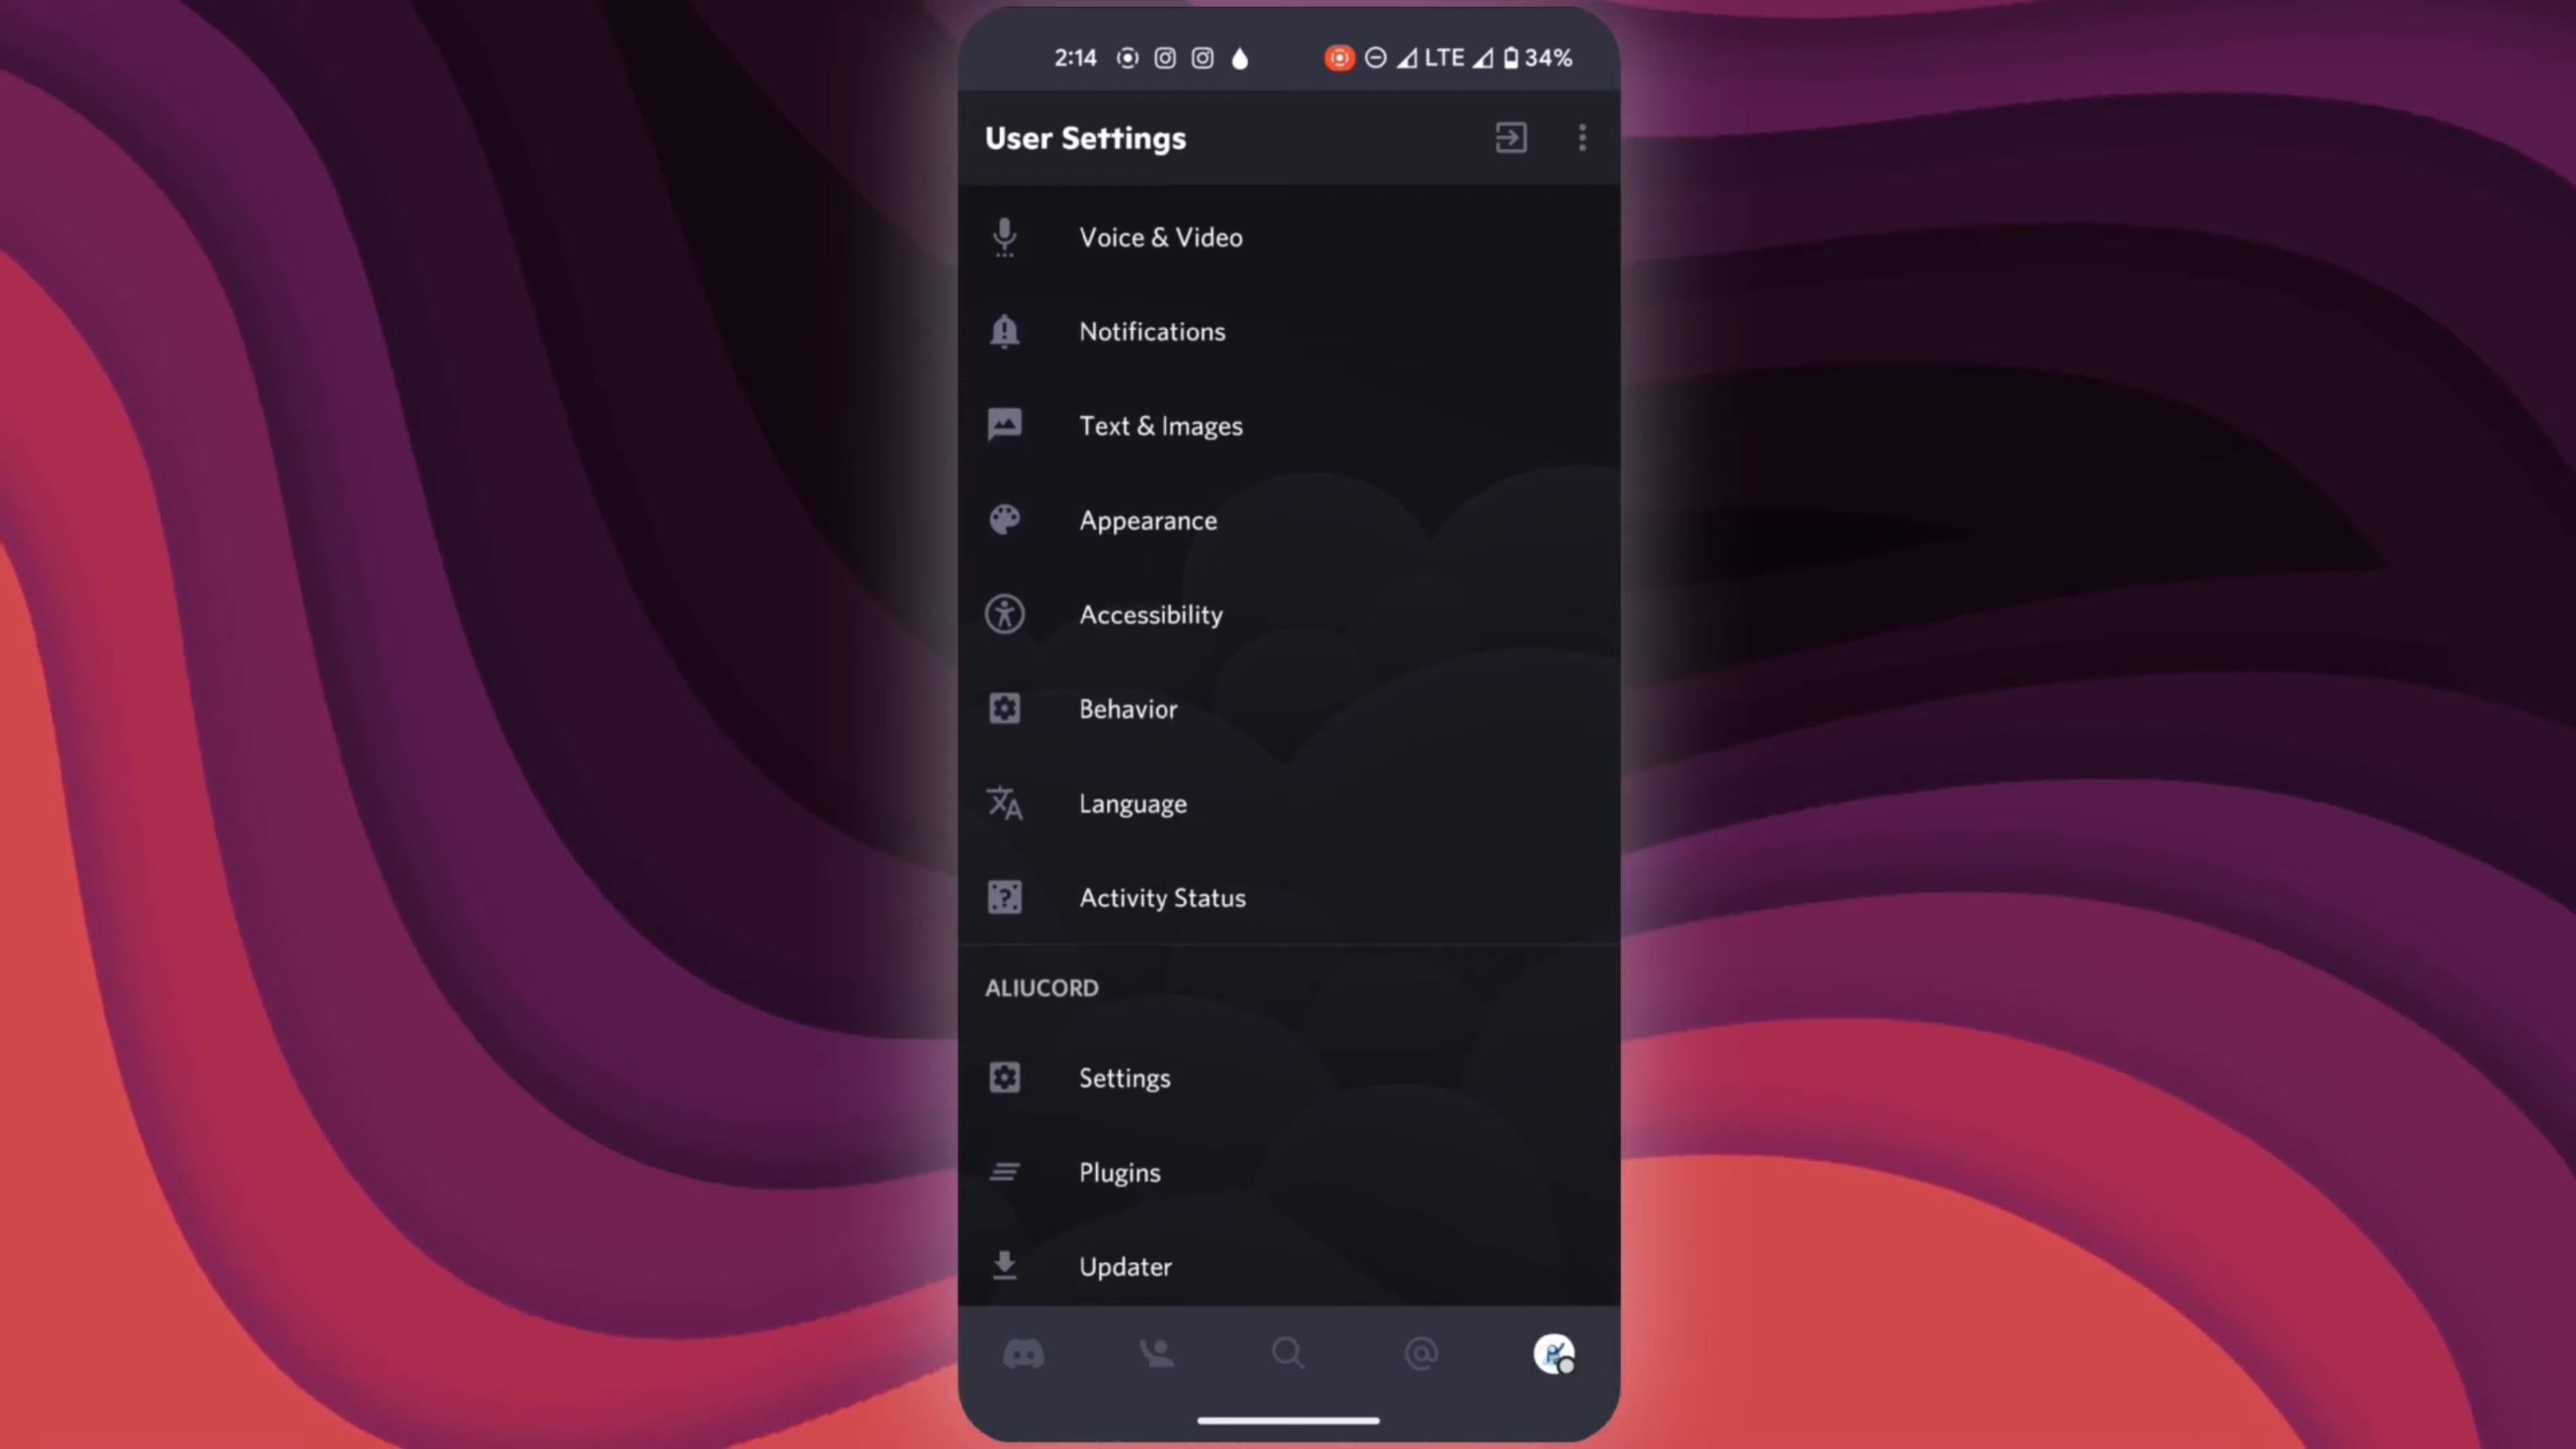 2:14 LTE 34%
User Settings
Voice & Video
Notifications
Text & Images
Appearance
Accessibility
Behavior
Language
Activity Status
ALIUCORD
Settings
Plugins
Updater